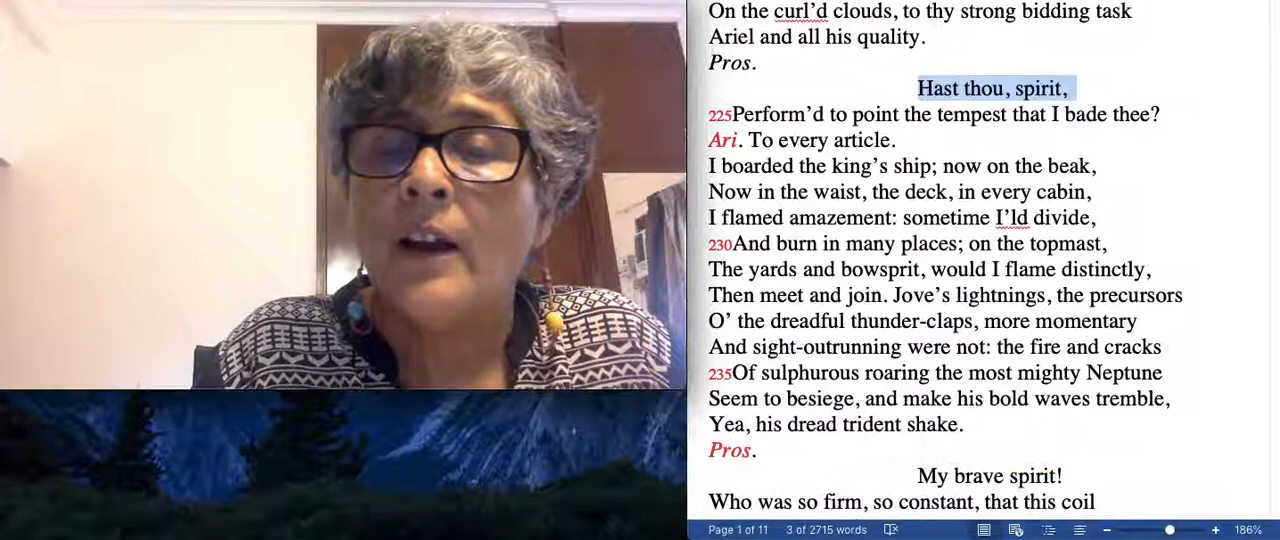 On the curl’d clouds, to thy strong bidding task
Ariel and all his quality.
Pros.
Hast thou, spirit,
225Perform’d to point the tempest that I bade thee?
Ari. To every article.
I boarded the king’s ship; now on the beak,
Now in the waist, the deck, in every cabin,
I flamed amazement: sometime I’ld divide,
230And burn in many places; on the topmast,
The yards and bowsprit, would I flame distinctly,
Then meet and join. Jove’s lightnings, the precursors
O’ the dreadful thunder-claps, more momentary
And sight-outrunning were not: the fire and cracks
235Of sulphurous roaring the most mighty Neptune
Seem to besiege, and make his bold waves tremble,
Yea, his dread trident shake.
Pros.
My brave spirit!
Who was so firm, so constant, that this coil
Page 1 of 11 3 of 2715 words 186%